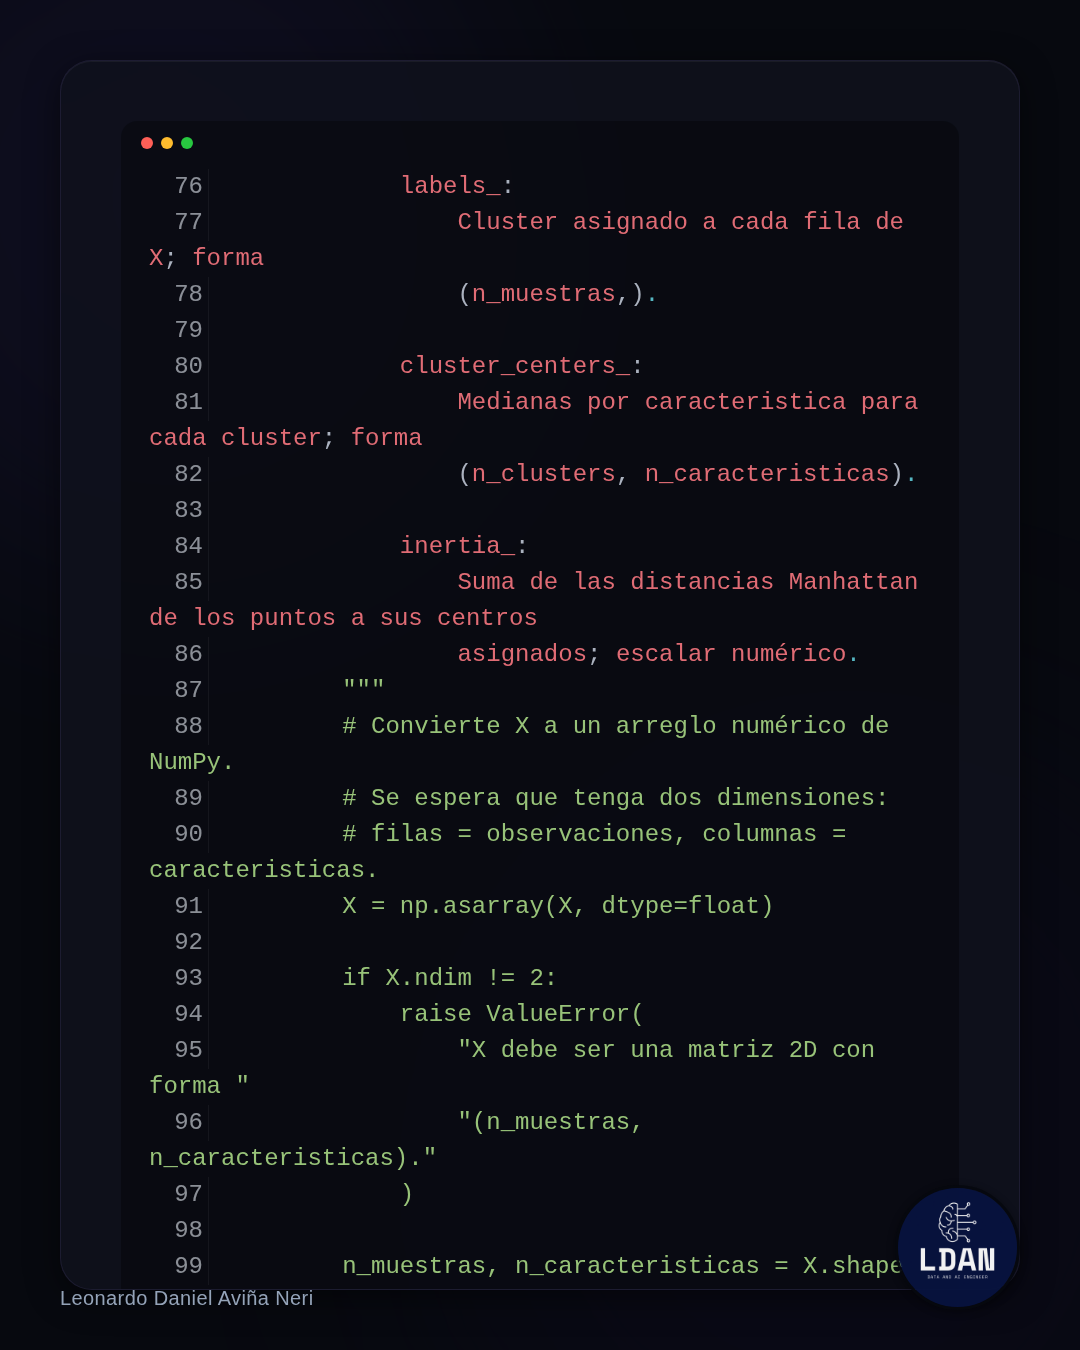 76 labels_:
77 Cluster asignado a cada fila de
X; forma
78 (n_muestras,).
79
80 cluster_centers_:
81 Medianas por caracteristica para
cada cluster; forma
82 (n_clusters, n_caracteristicas).
83
84 inertia_:
85 Suma de las distancias Manhattan
de los puntos a sus centros
86 asignados; escalar numérico.
87 """
88 # Convierte X a un arreglo numérico de
NumPy.
89 # Se espera que tenga dos dimensiones:
90 # filas = observaciones, columnas =
caracteristicas.
91 X = np.asarray(X, dtype=float)
92
93 if X.ndim != 2:
94 raise ValueError(
95 "X debe ser una matriz 2D con
forma "
96 "(n_muestras,
n_caracteristicas)."
97 )
98
99 n_muestras, n_caracteristicas = X.shape
LDAN
DATA AND AI ENGINEER
Leonardo Daniel Aviña Neri